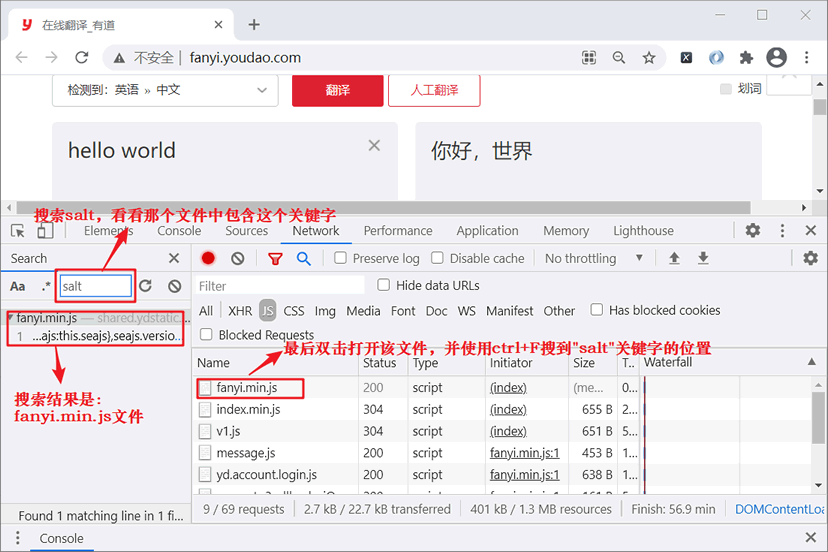 在线翻译_有道
不安全 | fanyi.youdao.com
检测到：英语 » 中文
翻译
人工翻译
划词
hello world
你好，世界
搜索salt，看看那个文件中包含这个关键字
Elements Console Sources Network Performance Application Memory Lighthouse
Search
Preserve log Disable cache No throttling
Aa .* salt
Filter
Hide data URLs
All XHR JS CSS Img Media Font Doc WS Manifest Other Has blocked cookies
fanyi.min.js — shared.ydstatic....
1 ...ajs:this.seajs},seajs.versio...
Blocked Requests
最后双击打开该文件，并使用ctrl+F搜到"salt"关键字的位置
Name Status Type Initiator Size T.. Waterfall
fanyi.min.js 200 script (index) (me... 0...
搜索结果是：
fanyi.min.js文件
index.min.js 304 script (index) 655 B 2...
v1.js 304 script (index) 651 B 5...
message.js 200 script fanyi.min.js:1 453 B 1...
yd.account.login.js 200 script fanyi.min.js:1 638 B 1...
Found 1 matching line in 1 fi...
9 / 69 requests 2.7 kB / 22.7 kB transferred 401 kB / 1.3 MB resources Finish: 56.9 min DOMContentLoa
Console